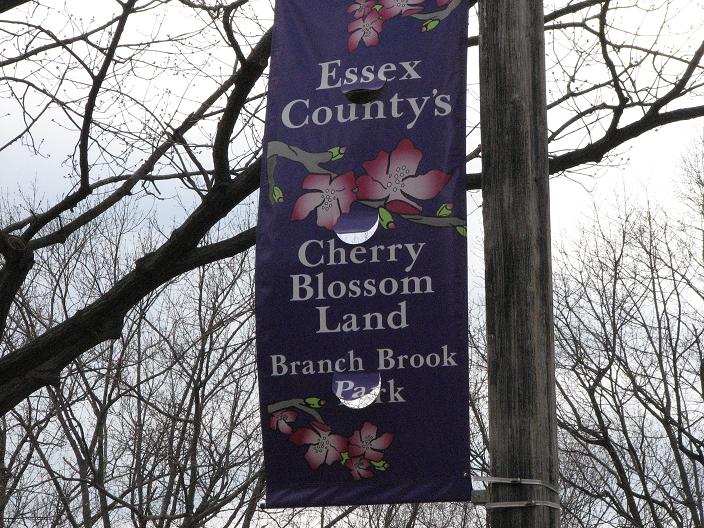 Essex
County's
Cherry
Blossom
Land
Branch Brook
Park